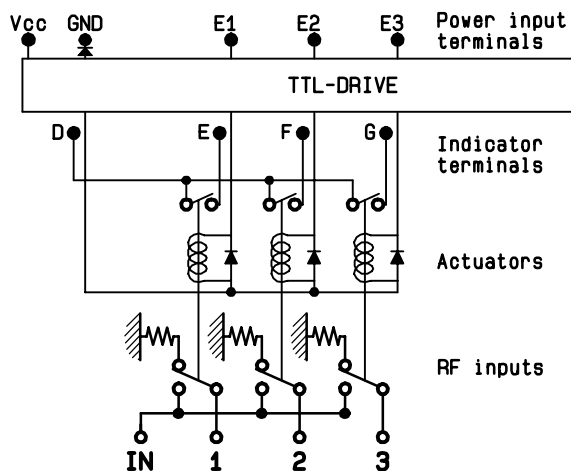 Vcc GND E1 E2 E3 Power input
terminals
TTL-DRIVE
D E F G Indicator
terminals
Actuators
RF inputs
IN 1 2 3